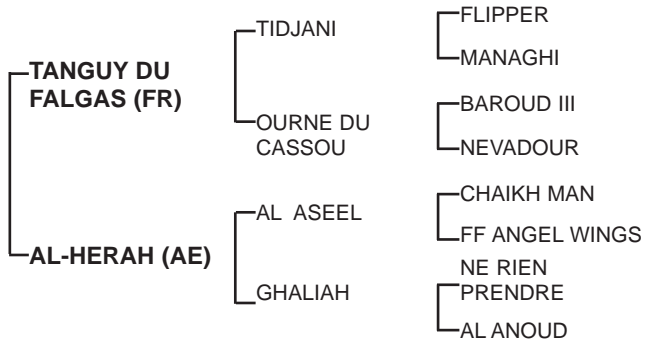 TANGUY DU
FALGAS (FR)
AL-HERAH (AE)
TIDJANI
OURNE DU
CASSOU
AL ASEEL
GHALIAH
FLIPPER
MANAGHI
BAROUD III
NEVADOUR
CHAIKH MAN
FF ANGEL WINGS
NE RIEN
PRENDRE
AL ANOUD